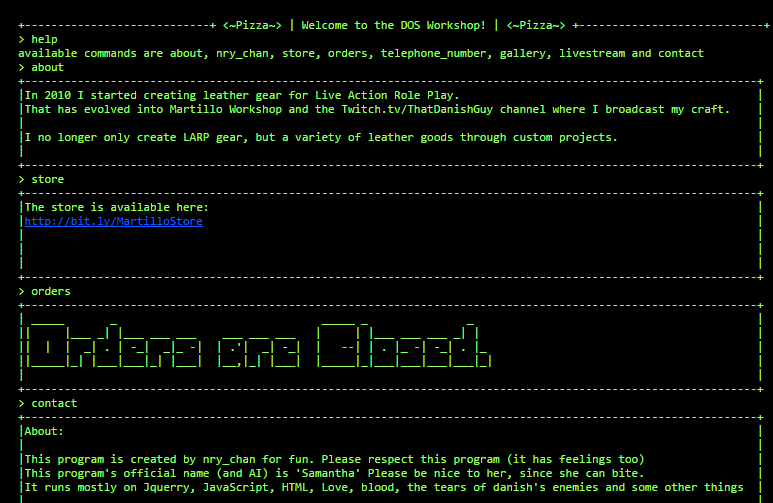 <~Pizza~> | Welcome to the DOS Workshop! | <~Pizza~>
> help
available commands are about, nry_chan, store, orders, telephone_number, gallery, livestream and contact
> about
In 2010 I started creating leather gear for Live Action Role Play.
That has evolved into Martillo Workshop and the Twitch.tv/ThatDanishGuy channel where I broadcast my craft.
I no longer only create LARP gear, but a variety of leather goods through custom projects.
> store
The store is available here:
http://bit.ly/MartilloStore
> orders
Orders are Closed.
> contact
About:
This program is created by nry_chan for fun. Please respect this program (it has feelings too)
This program's official name (and AI) is 'Samantha' Please be nice to her, since she can bite.
It runs mostly on Jquerry, JavaScript, HTML, Love, blood, the tears of danish's enemies and some other things